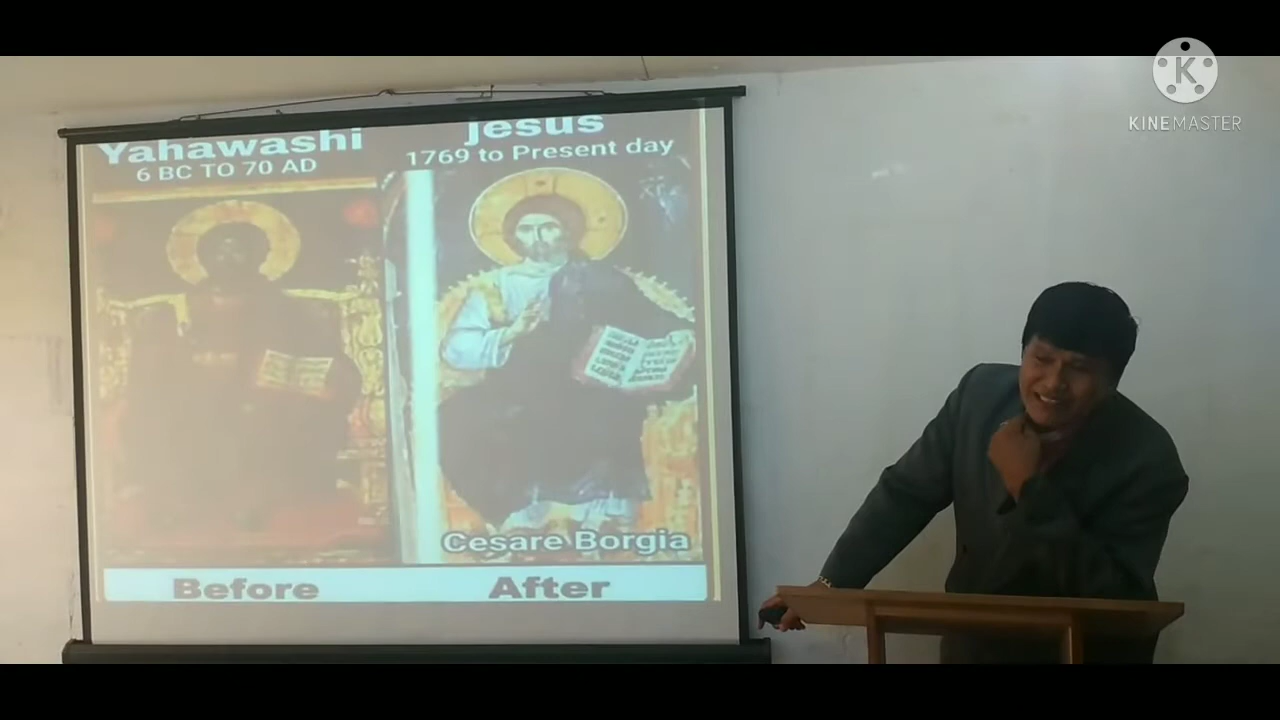 Yahawashi
6 BC TO 70 AD
Jesus
1769 to Present day
Cesare Borgia
Before
After
K
KINEMASTER